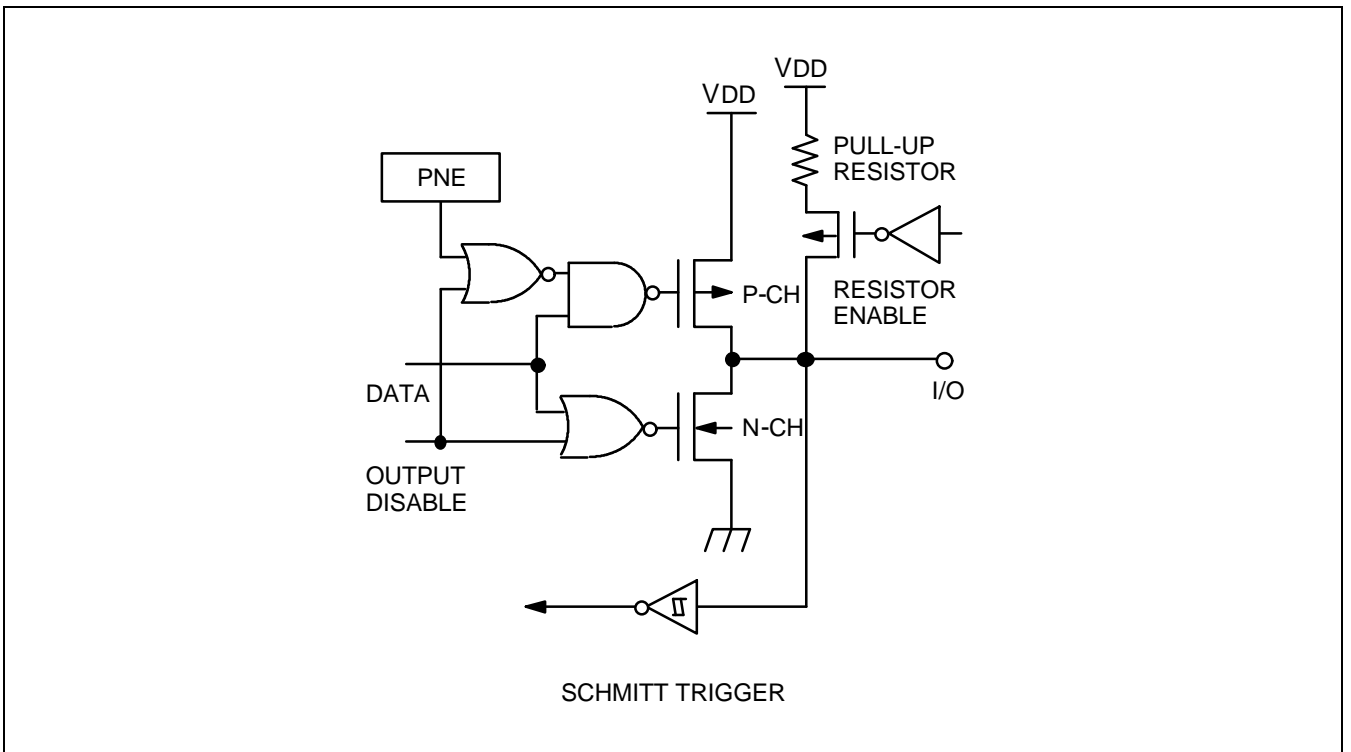 VDD
VDD
PULL-UP
RESISTOR
PNE
P-CH
RESISTOR
ENABLE
DATA
I/O
N-CH
OUTPUT
DISABLE
SCHMITT TRIGGER